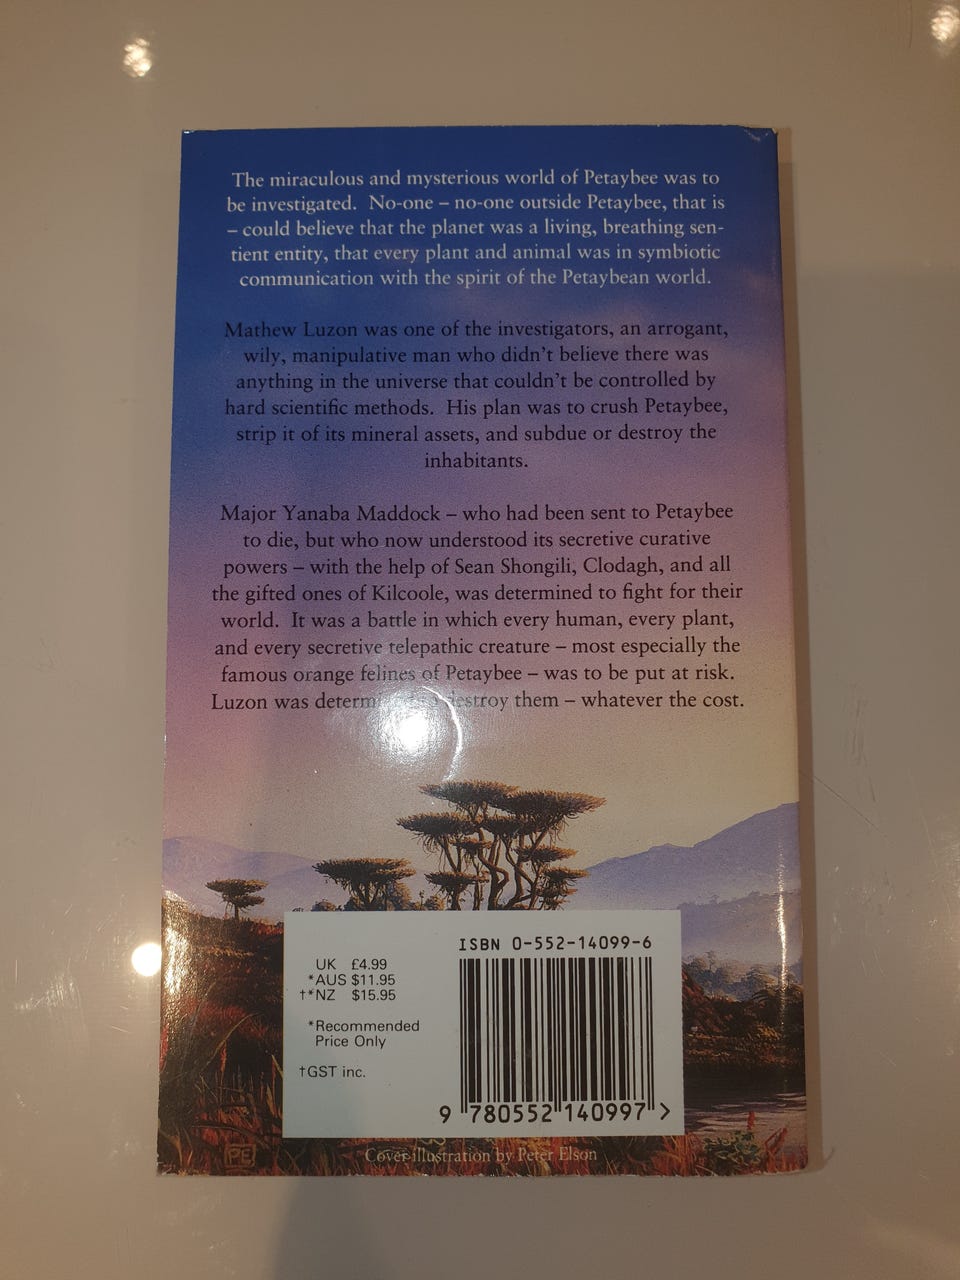 The miraculous and mysterious world of Petaybee was to
be investigated. No-one – no-one outside Petaybee, that is
– could believe that the planet was a living, breathing sen-
tient entity, that every plant and animal was in symbiotic
communication with the spirit of the Petaybean world.
Mathew Luzon was one of the investigators, an arrogant,
wily, manipulative man who didn't believe there was
anything in the universe that couldn't be controlled by
hard scientific methods. His plan was to crush Petaybee,
strip it of its mineral assets, and subdue or destroy the
inhabitants.
Major Yanaba Maddock – who had been sent to Petaybee
to die, but who now understood its secretive curative
powers – with the help of Sean Shongili, Clodagh, and all
the gifted ones of Kilcoole, was determined to fight for their
world. It was a battle in which every human, every plant,
and every secretive telepathic creature – most especially the
famous orange felines of Petaybee – was to be put at risk.
Luzon was destroy them – whatever the cost.
ISBN 0-552-14099-6
UK £4.99
*AUS $11.95
†*NZ $15.95
*Recommended
Price Only
†GST inc.
9 780552 140997 >
Cover illustration by Peter Elson
PE